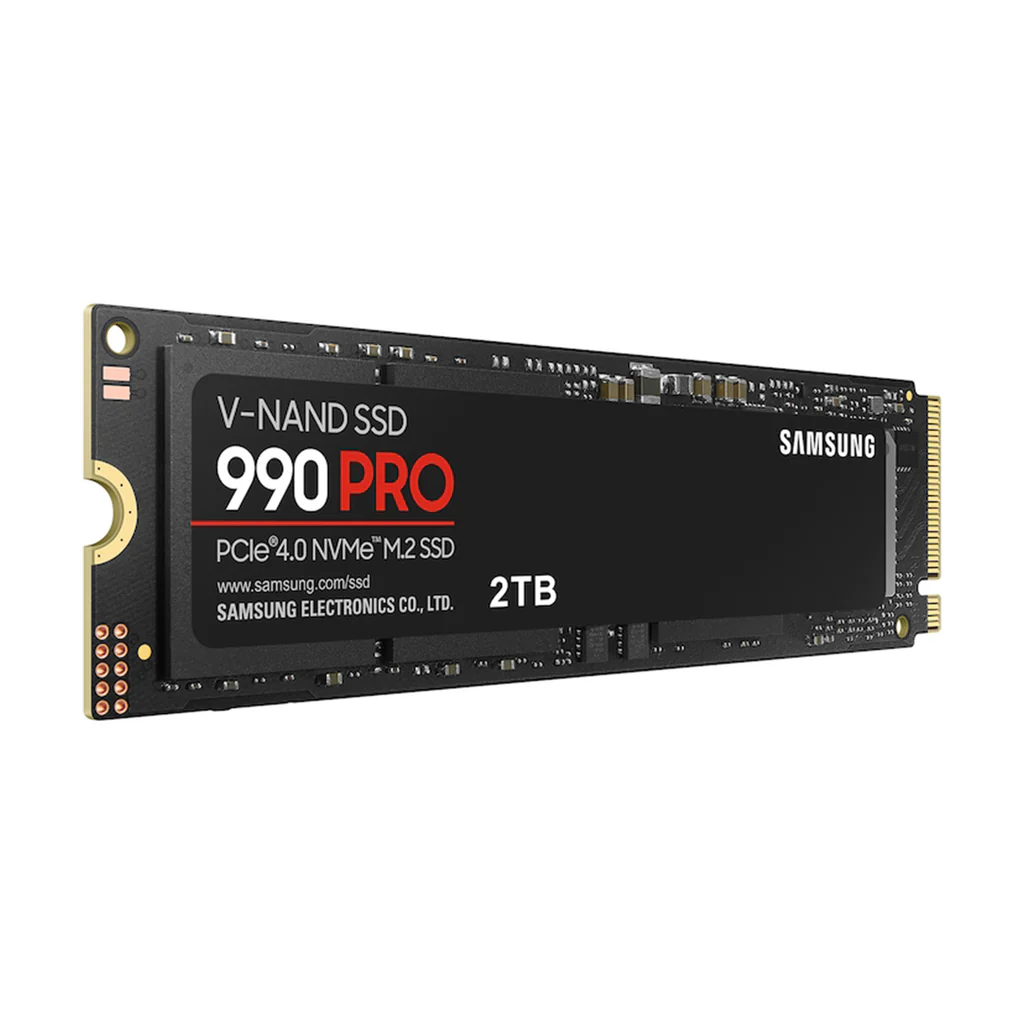 V-NAND SSD
SAMSUNG
990 PRO
PCIe®4.0 NVMe™ M.2 SSD
www.samsung.com/ssd
SAMSUNG ELECTRONICS CO., LTD.
2TB